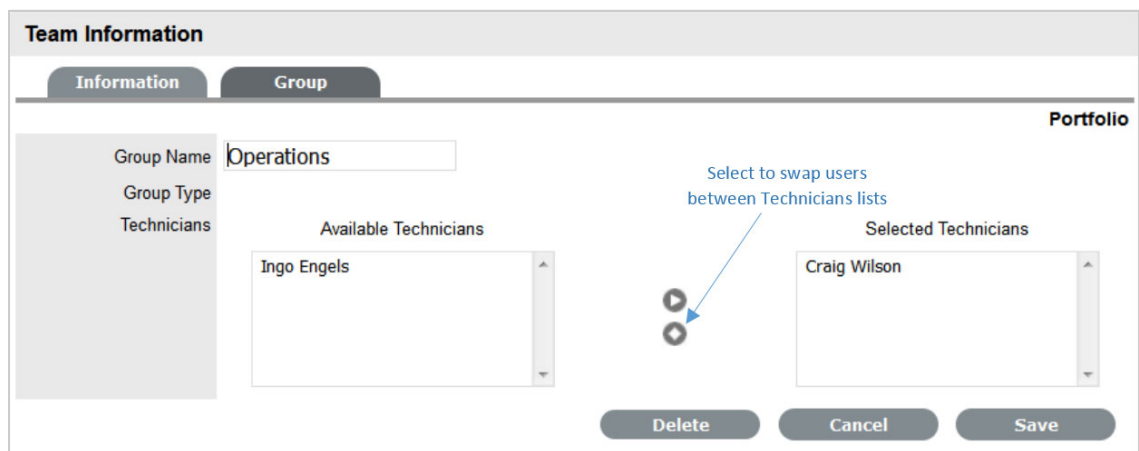 Team Information
Information
Group
Portfolio
Group Name
Operations
Group Type
Select to swap users
between Technicians lists
Technicians
Available Technicians
Selected Technicians
Ingo Engels
Craig Wilson
Delete
Cancel
Save